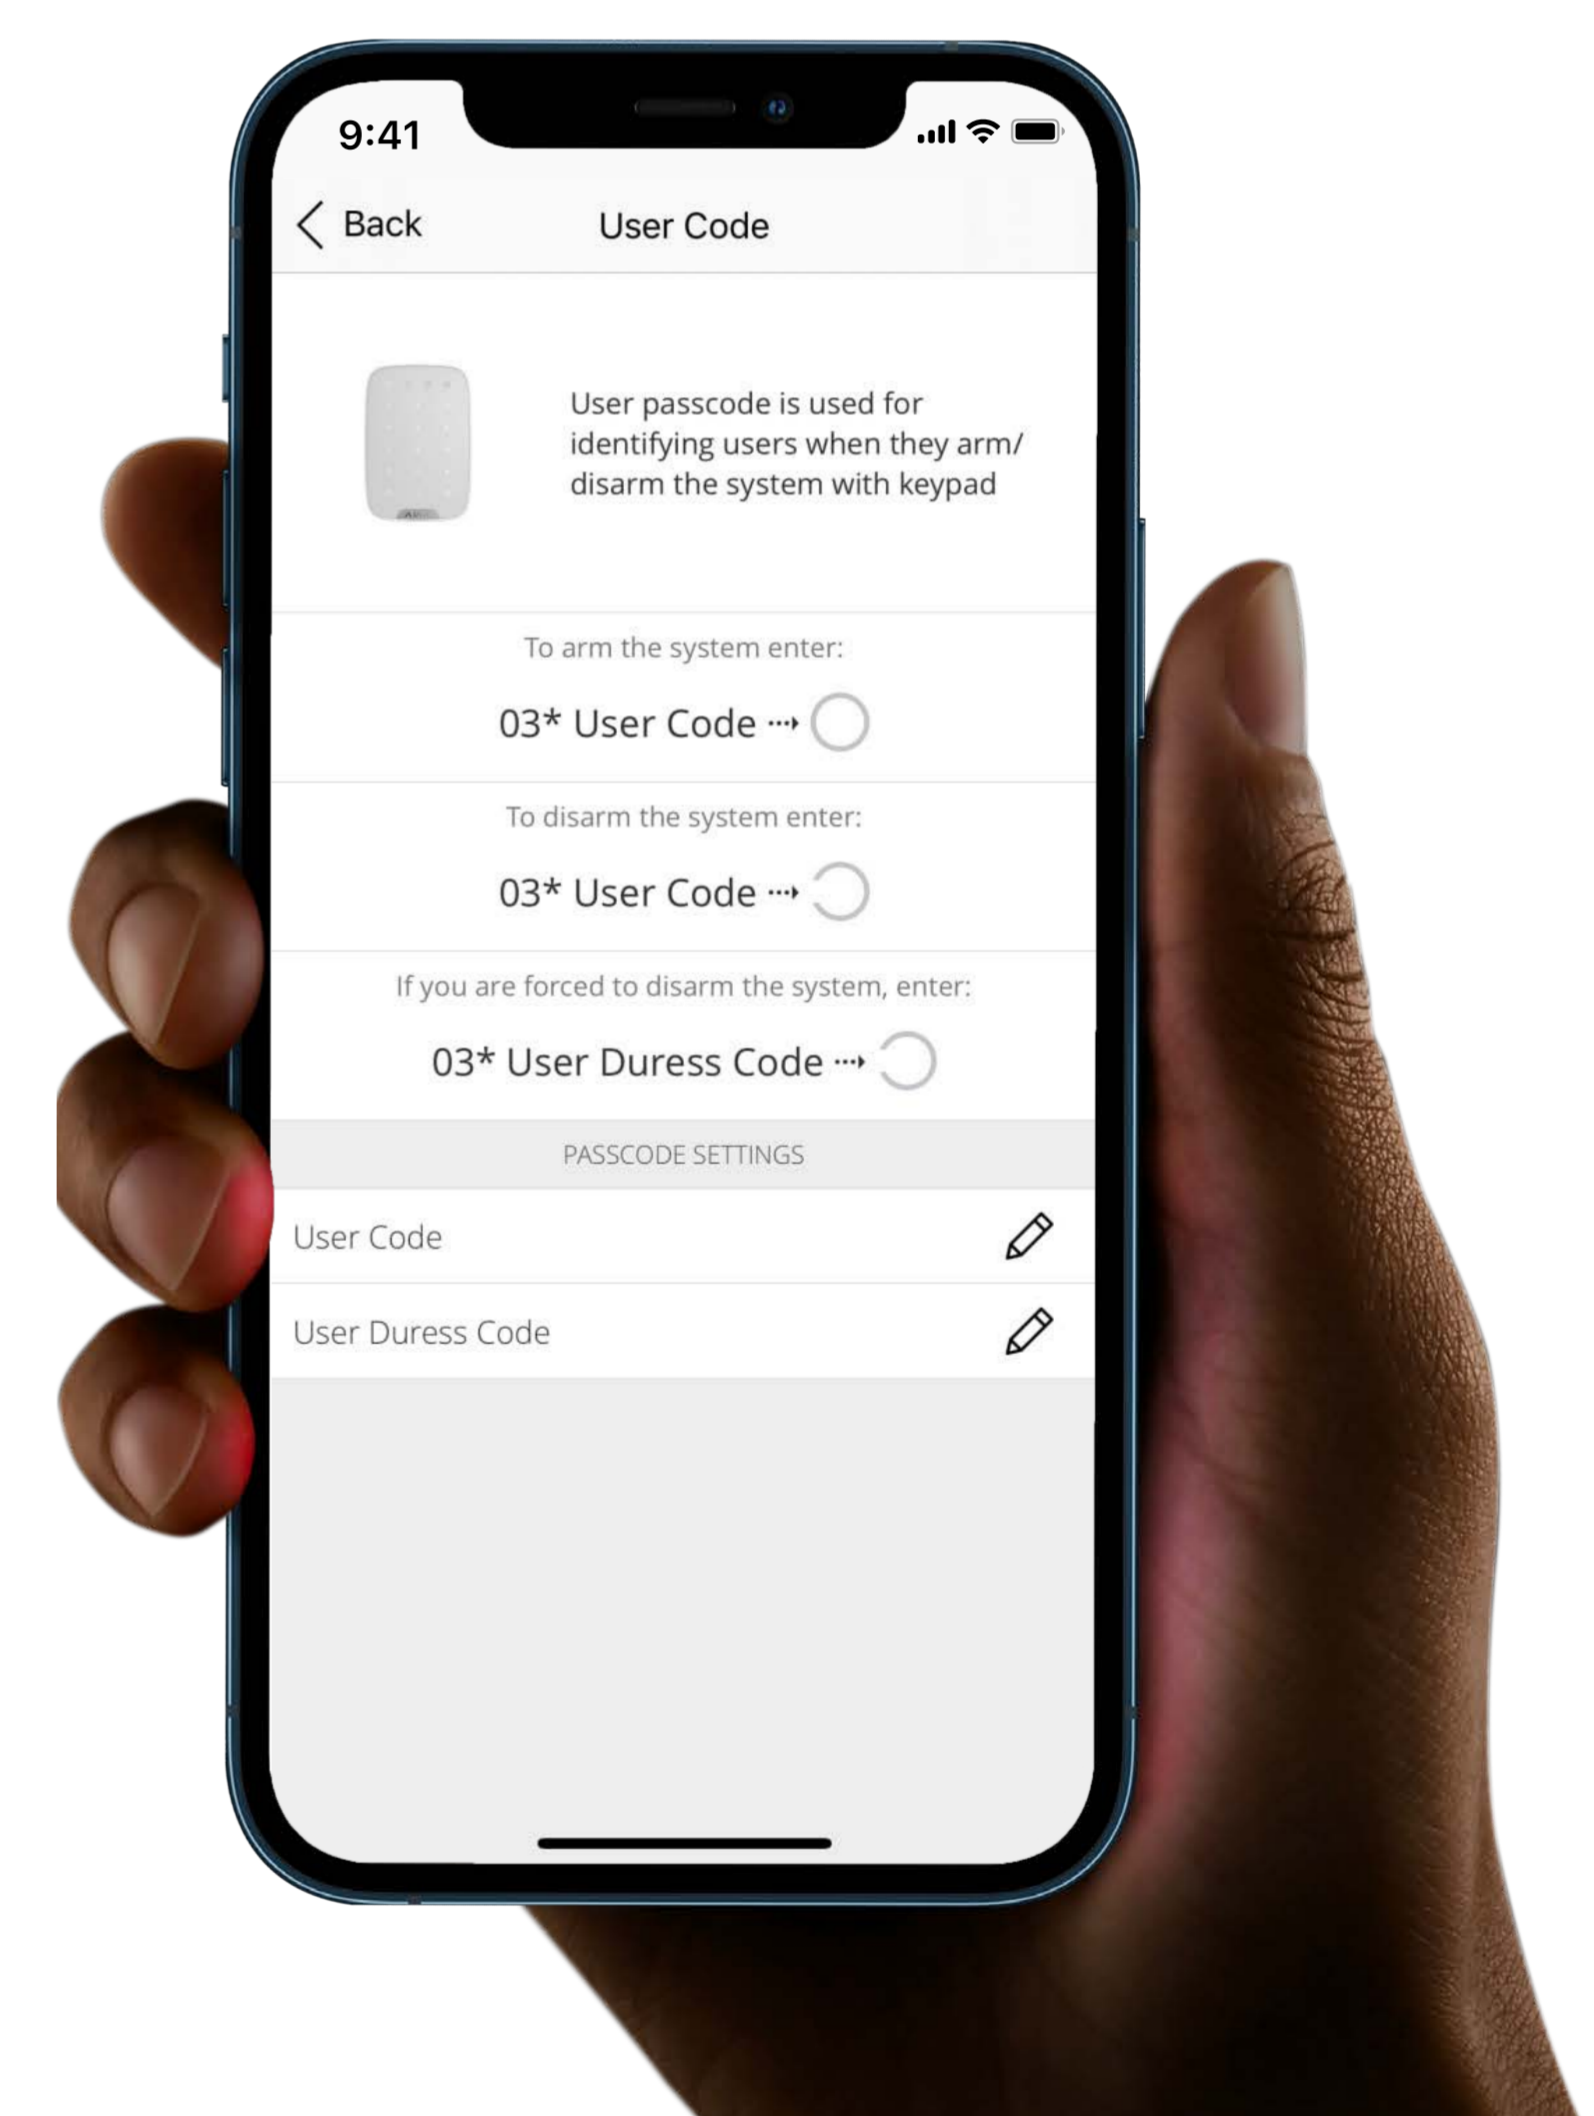 9:41
Back
User Code
User passcode is used for
identifying users when they arm/
disarm the system with keypad
To arm the system enter:
03* User Code
To disarm the system enter:
03* User Code
If you are forced to disarm the system, enter:
03* User Duress Code
PASSCODE SETTINGS
User Code
User Duress Code